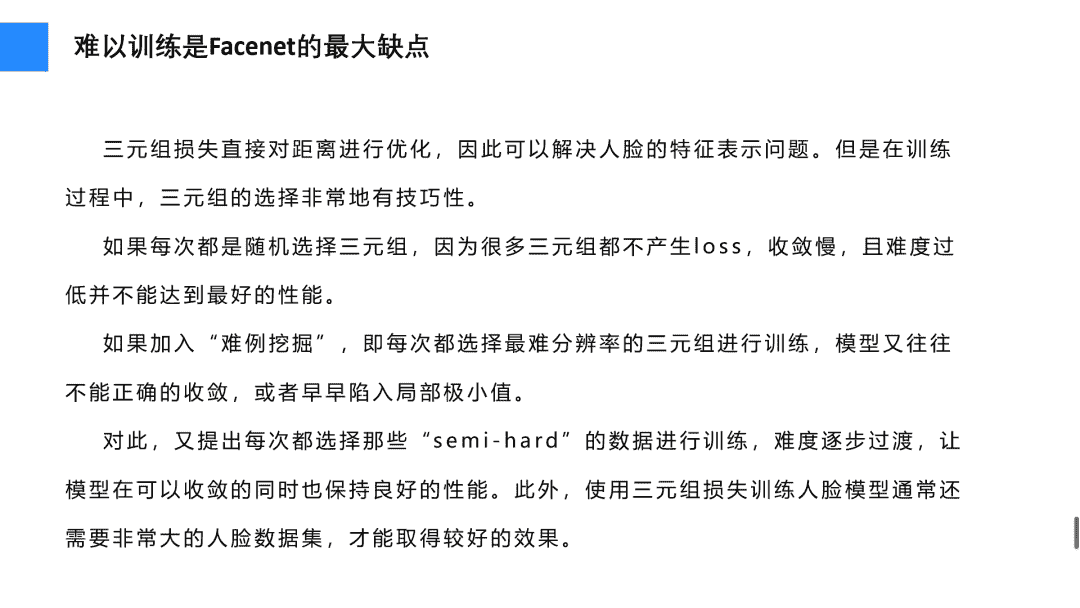 难以训练是Facenet的最大缺点
三元组损失直接对距离进行优化，因此可以解决人脸的特征表示问题。但是在训练
过程中，三元组的选择非常地有技巧性。
如果每次都是随机选择三元组，因为很多三元组都不产生loss，收敛慢，且难度过
低并不能达到最好的性能。
如果加入“难例挖掘”，即每次都选择最难分辨率的三元组进行训练，模型又往往
不能正确的收敛，或者早早陷入局部极小值。
对此，又提出每次都选择那些“semi-hard”的数据进行训练，难度逐步过渡，让
模型在可以收敛的同时也保持良好的性能。此外，使用三元组损失训练人脸模型通常还
需要非常大的人脸数据集，才能取得较好的效果。